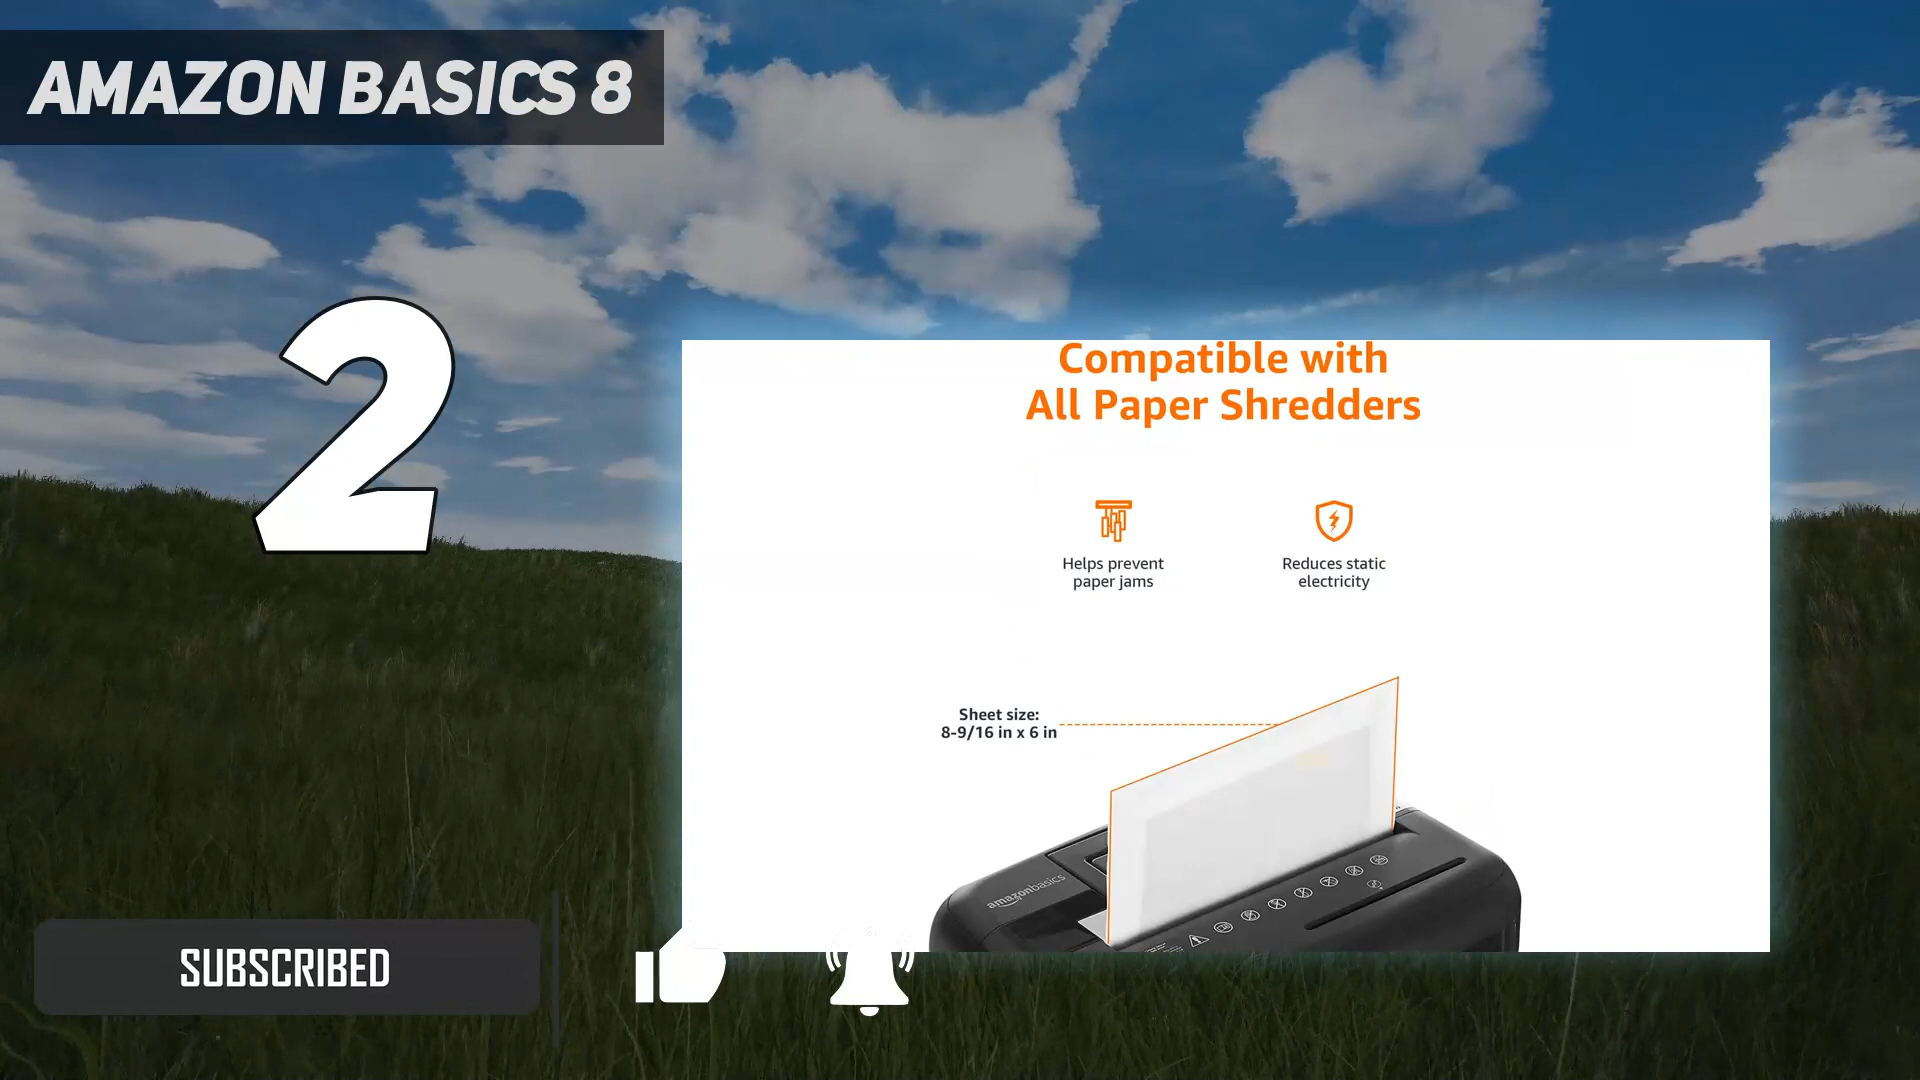 AMAZON BASICS 8
2
Compatible with
All Paper Shredders
Helps prevent
paper jams
Reduces static
electricity
Sheet size:
8-9/16 in x 6 in
amazonbasics
SUBSCRIBED